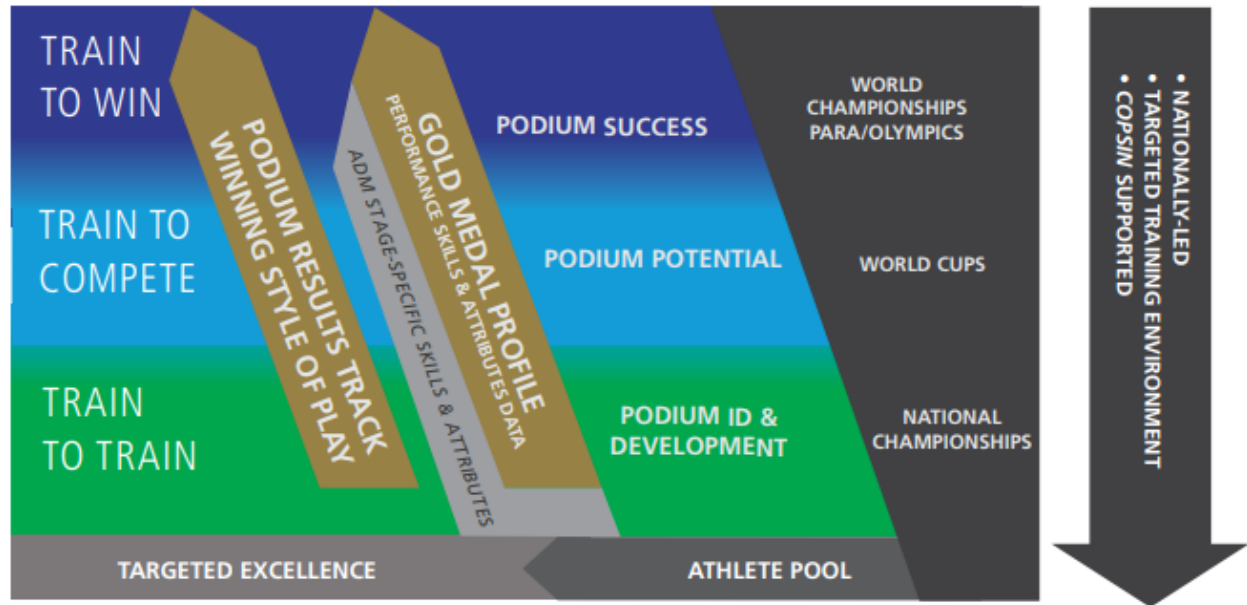 TRAIN
TO WIN
TRAIN TO
COMPETE
TRAIN
TO TRAIN
PODIUM RESULTS TRACK
WINNING STYLE OF PLAY
ADM STAGE-SPECIFIC SKILLS & ATTRIBUTES
GOLD MEDAL PROFILE
PERFORMANCE SKILLS & ATTRIBUTES DATA
PODIUM SUCCESS
PODIUM POTENTIAL
PODIUM ID &
DEVELOPMENT
WORLD
CHAMPIONSHIPS
PARA/OLYMPICS
WORLD CUPS
NATIONAL
CHAMPIONSHIPS
• NATIONALLY-LED
• TARGETED TRAINING ENVIRONMENT
• COPSIN SUPPORTED
TARGETED EXCELLENCE
ATHLETE POOL